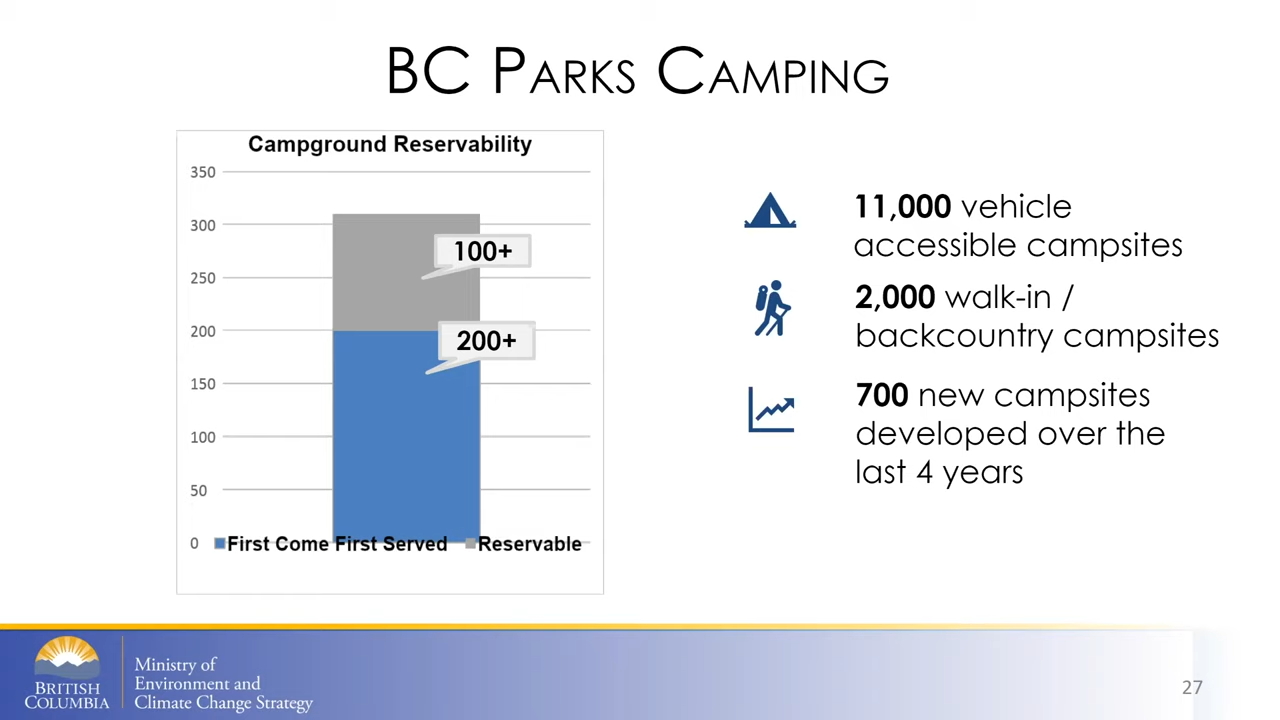 BC PARKS CAMPING
Campground Reservability
350
300
250
200
150
100
50
0
100+
200+
First Come First Served
Reservable
11,000 vehicle
accessible campsites
2,000 walk-in /
backcountry campsites
700 new campsites
developed over the
last 4 years
BRITISH
COLUMBIA
Ministry of
Environment and
Climate Change Strategy
27